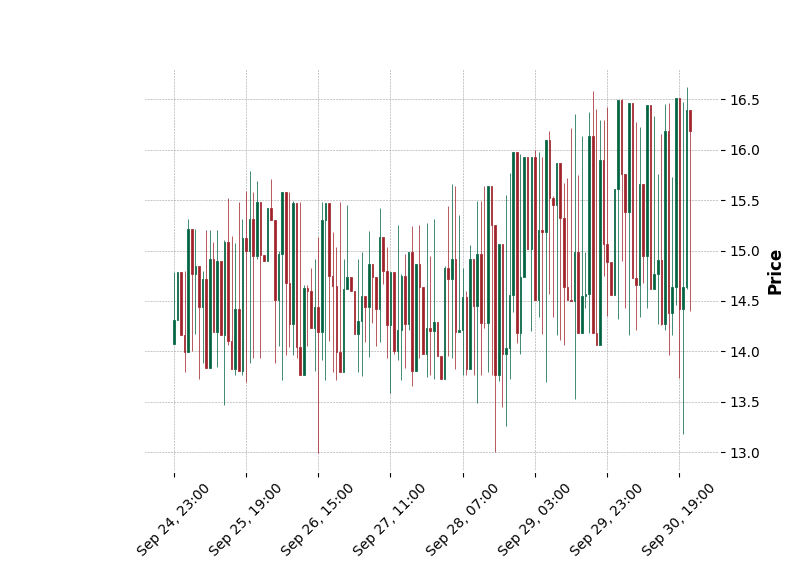 16.5
16.0
15.5
15.0
14.5
14.0
13.5
13.0
Price
Sep 24, 23:00
Sep 25, 19:00
Sep 26, 15:00
Sep 27, 11:00
Sep 28, 07:00
Sep 29, 03:00
Sep 29, 23:00
Sep 30, 19:00